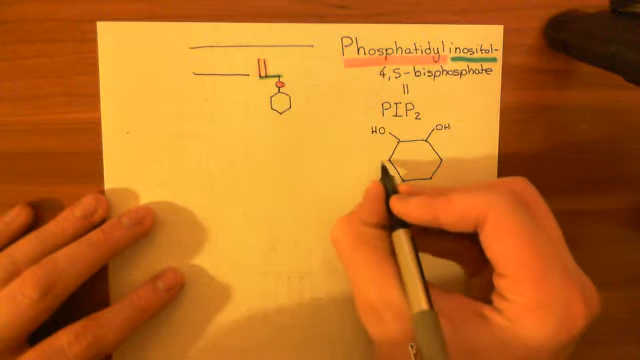 Phosphatidylinositol-
4,5-bisphosphate
=
PIP₂
HO
OH